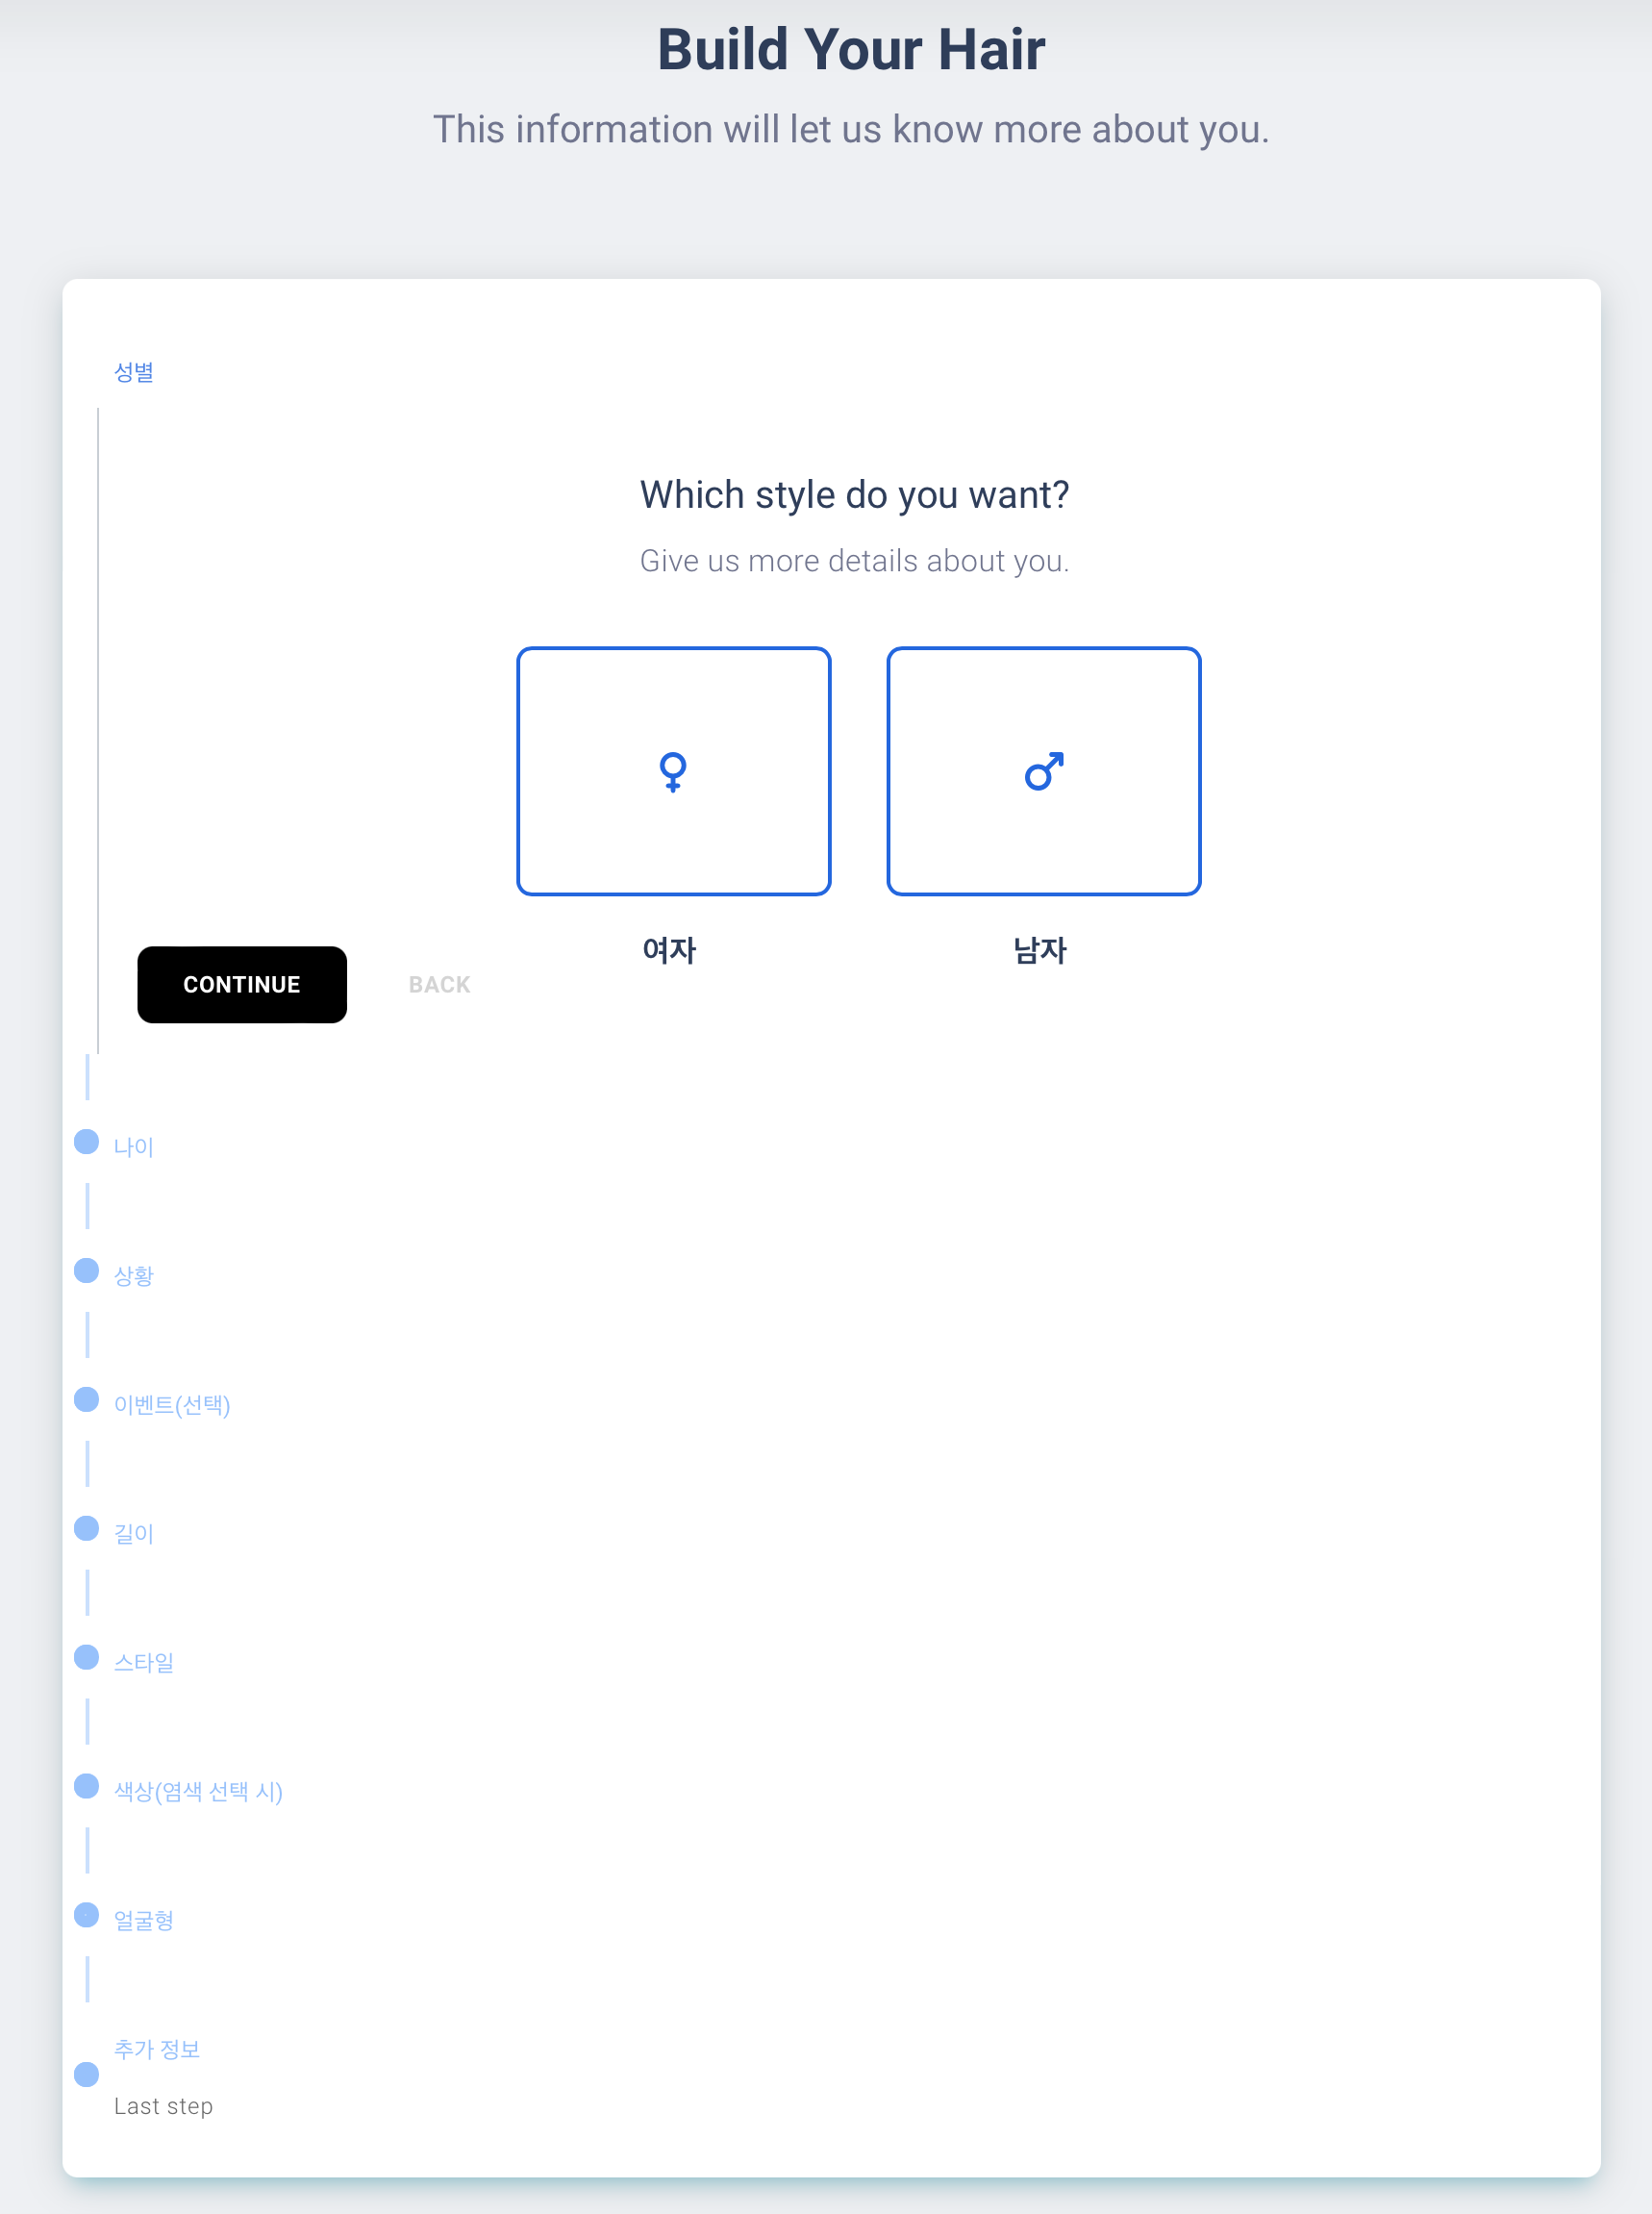 Build Your Hair
This information will let us know more about you.
성별
Which style do you want?
Give us more details about you.
여자
남자
CONTINUE
BACK
나이
상황
이벤트(선택)
길이
스타일
색상(염색 선택 시)
얼굴형
추가 정보
Last step